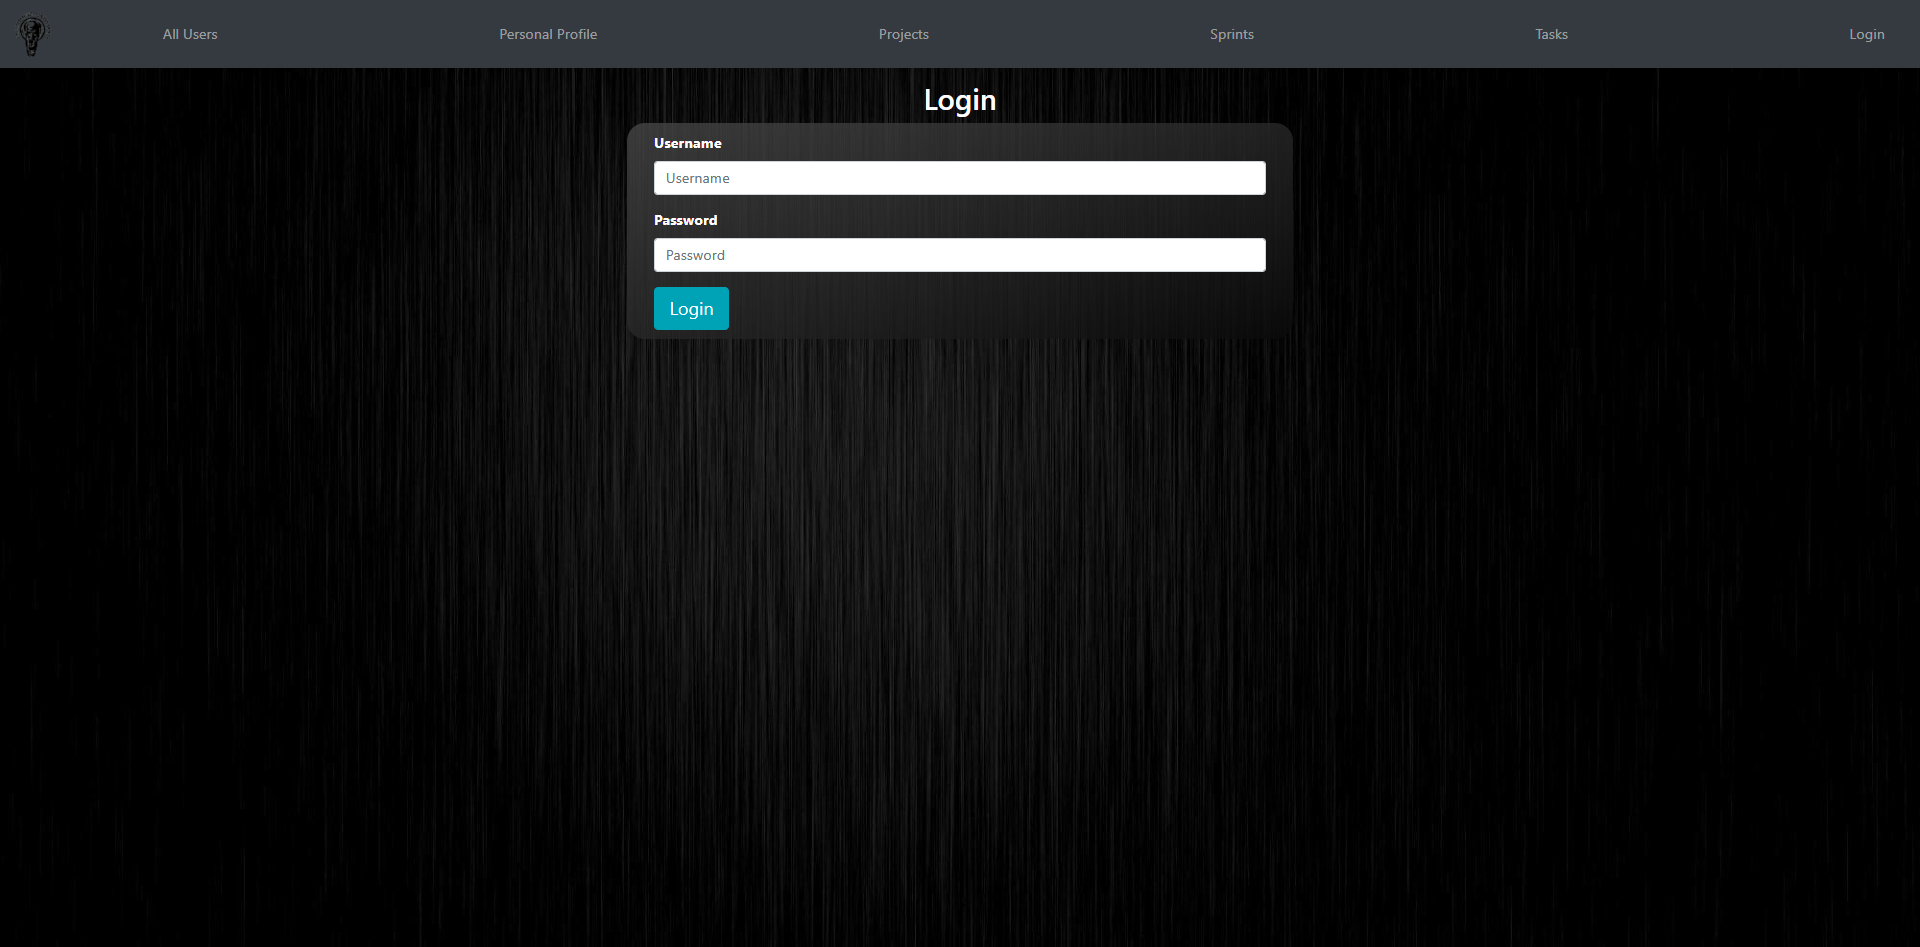 All Users Personal Profile Projects Sprints Tasks Login
Login
Username
Username
Password
Password
Login